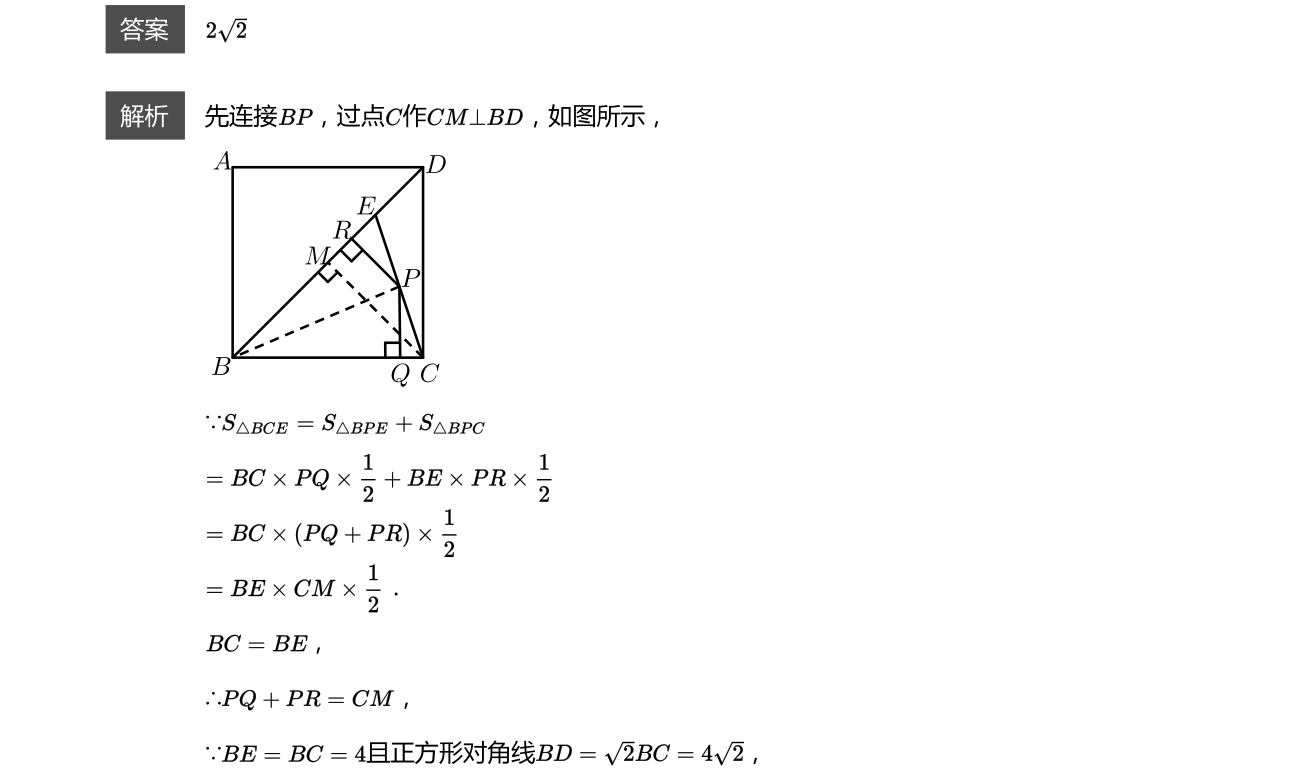 答案 2√2
解析 先连接BP，过点C作CM⊥BD，如图所示，
A
D
E
R
M
P
B
Q
C
∵S△BCE = S△BPE + S△BPC
= BC × PQ × 1/2 + BE × PR × 1/2
= BC × (PQ + PR) × 1/2
= BE × CM × 1/2 .
BC = BE，
∴PQ + PR = CM，
∵BE = BC = 4且正方形对角线BD = √2BC = 4√2，